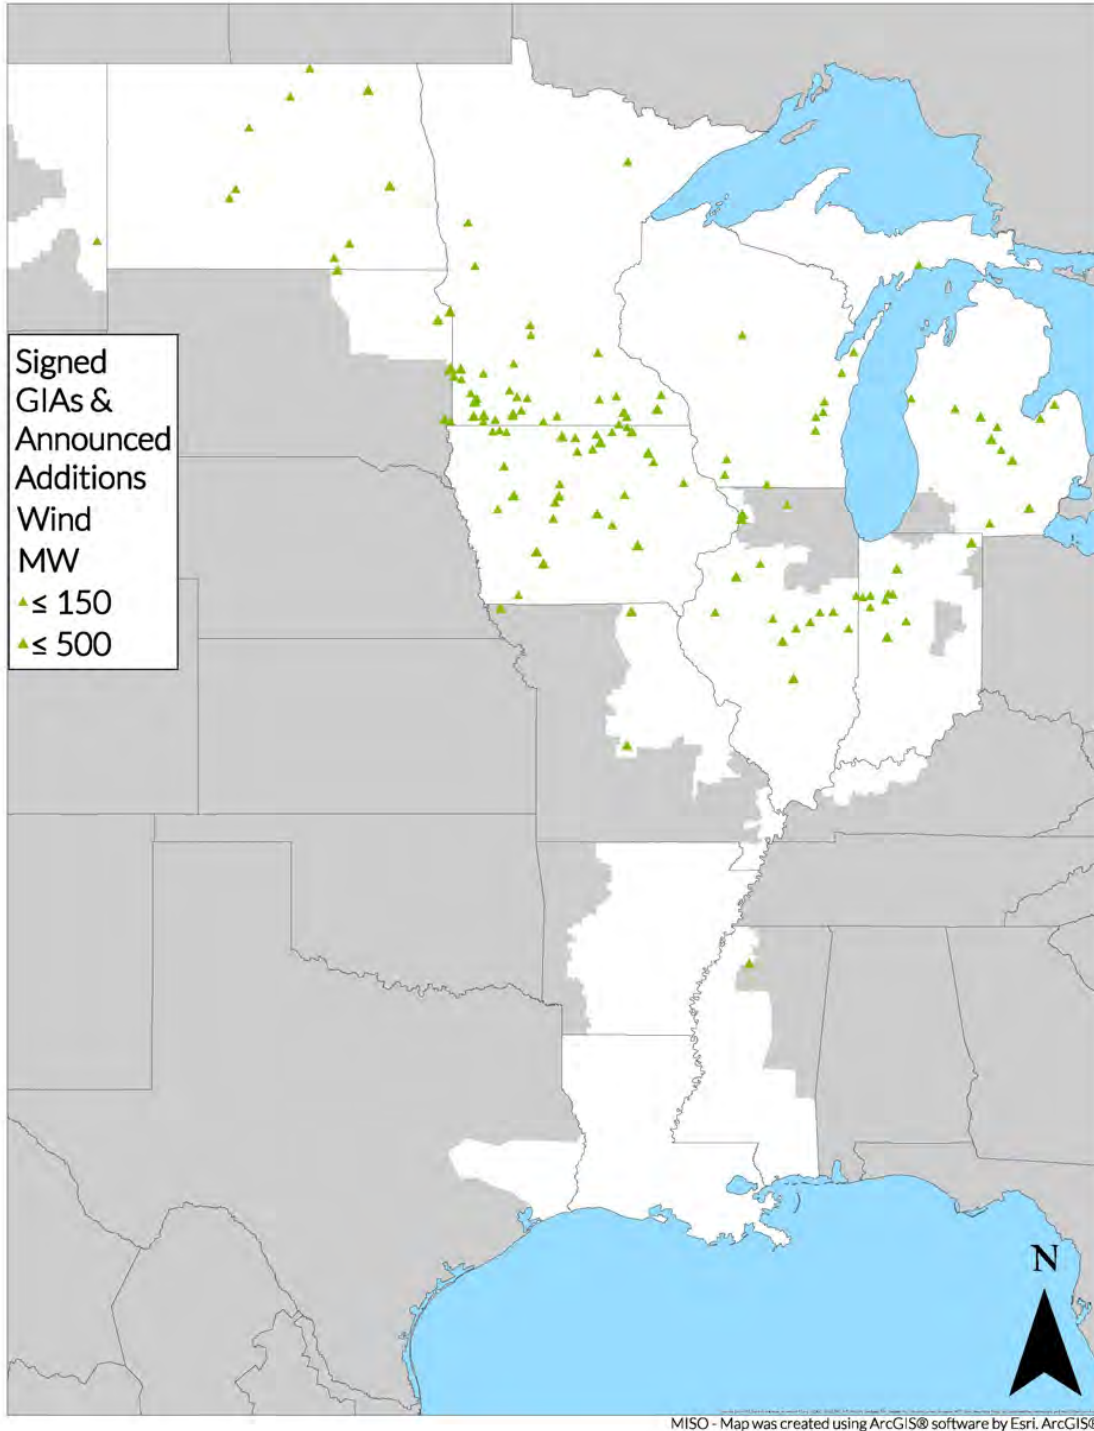 Signed
GIAs &
Announced
Additions
Wind
MW
≤ 150
≤ 500
N
MISO - Map was created using ArcGIS® software by Esri. ArcGIS®